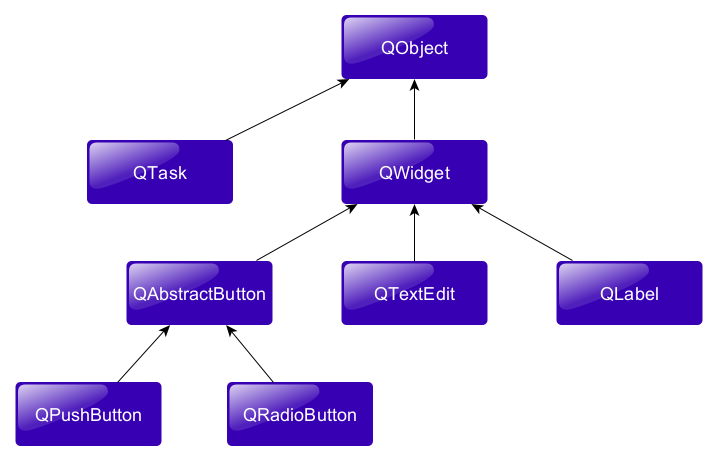 QObject
QTask
QWidget
QAbstractButton
QTextEdit
QLabel
QPushButton
QRadioButton